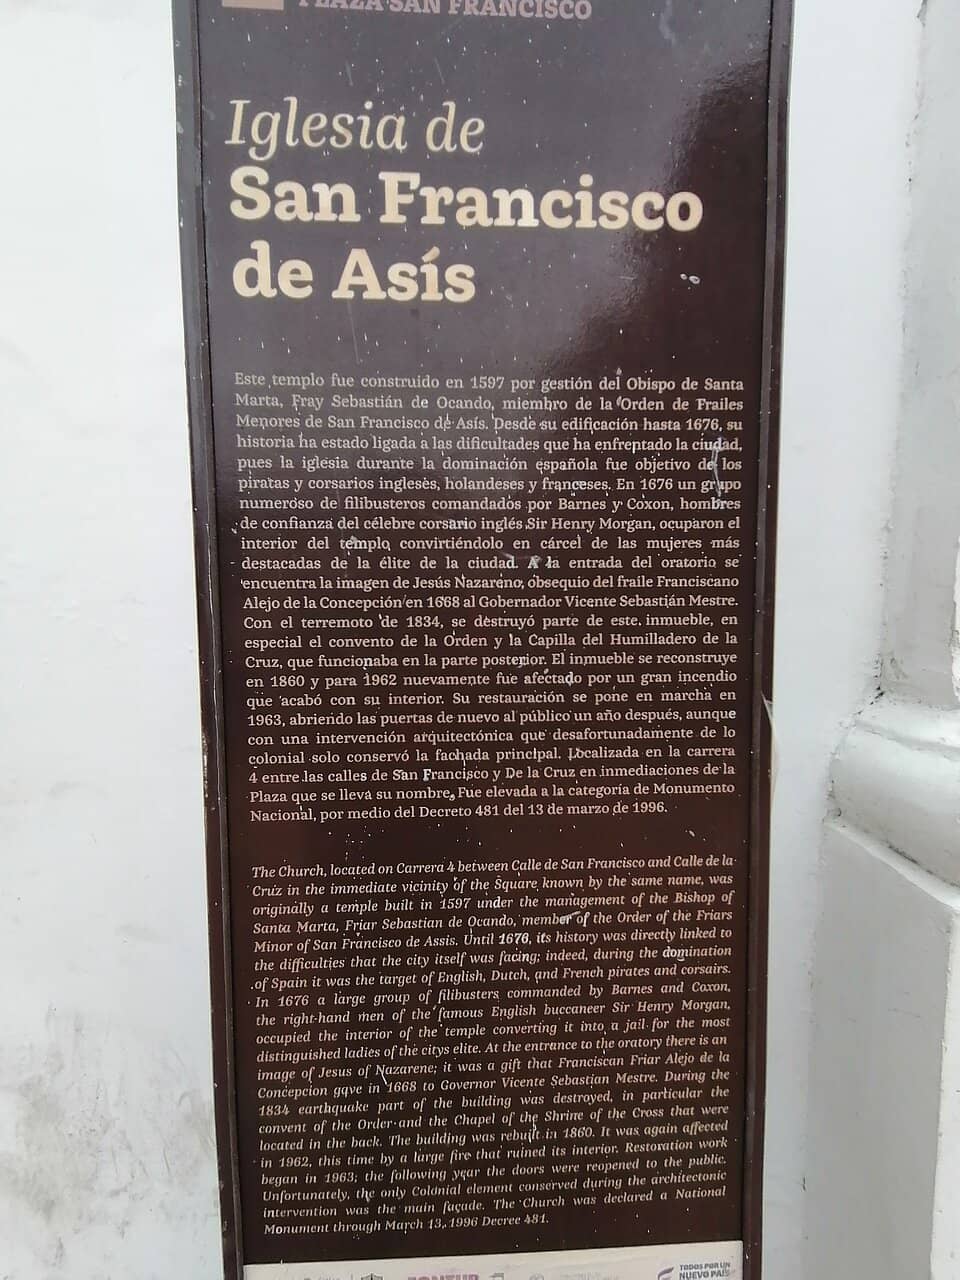 PLAZA SAN FRANCISCO
Iglesia de
San Francisco
de Asís
Este templo fue construido en 1597 por gestión del Obispo de Santa
Marta, Fray Sebastián de Ocando, miembro de la Orden de Frailes
Menores de San Francisco de Asís. Desde su edificación hasta 1676, su
historia ha estado ligada a las dificultades que ha enfrentado la ciudad,
pues la iglesia durante la dominación española fue objetivo de los
piratas y corsarios ingleses, holandeses y franceses. En 1676 un grupo
numeroso de filibusteros comandados por Barnes y Coxon, hombres
de confianza del célebre corsario inglés Sir Henry Morgan, ocuparon el
interior del templo convirtiéndolo en cárcel de las mujeres más
destacadas de la élite de la ciudad. A la entrada del oratorio se
encuentra la imagen de Jesús Nazareno, obsequio del fraile Franciscano
Alejo de la Concepción en 1668 al Gobernador Vicente Sebastián Mestre.
Con el terremoto de 1834, se destruyó parte de este inmueble, en
especial el convento de la Orden y la Capilla del Humilladero de la
Cruz, que funcionaba en la parte posterior. El inmueble se reconstruye
en 1860 y para 1962 nuevamente fue afectado por un gran incendio
que acabó con su interior. Su restauración se pone en marcha en
1963, abriendo las puertas de nuevo al público un año después, aunque
con una intervención arquitectónica que desafortunadamente de lo
colonial solo conservó la fachada principal. Localizada en la carrera
4 entre las calles de San Francisco y De la Cruz en inmediaciones de la
Plaza que se lleva su nombre. Fue elevada a la categoría de Monumento
Nacional, por medio del Decreto 481 del 13 de marzo de 1996.
The Church, located on Carrera 4 between Calle de San Francisco and Calle de la
Cruz in the immediate vicinity of the Square known by the same name, was
originally a temple built in 1597 under the management of the Bishop of
Santa Marta, Friar Sebastian de Ocando, member of the Order of the Friars
Minor of San Francisco de Assis. Until 1676, its history was directly linked to
the difficulties that the city itself was facing; indeed, during the domination
of Spain it was the target of English, Dutch, and French pirates and corsairs.
In 1676 a large group of filibusters commanded by Barnes and Coxon,
the right-hand men of the famous English buccaneer Sir Henry Morgan,
occupied the interior of the temple converting it into a jail for the most
distinguished ladies of the citys elite. At the entrance to the oratory there is an
image of Jesus of Nazarene; it was a gift that Franciscan Friar Alejo de la
Concepcion gave in 1668 to Governor Vicente Sebastian Mestre. During the
1834 earthquake part of the building was destroyed, in particular the
convent of the Order and the Chapel of the Shrine of the Cross that were
located in the back. The building was rebuilt in 1860. It was again affected
in 1962, this time by a large fire that ruined its interior. Restoration work
began in 1963; the following year the doors were reopened to the public.
Unfortunately, the only Colonial element conserved during the architectonic
intervention was the main façade. The Church was declared a National
Monument through March 13, 1996 Decree 481.
FONTUR
TODOS POR UN
NUEVO PAÍS